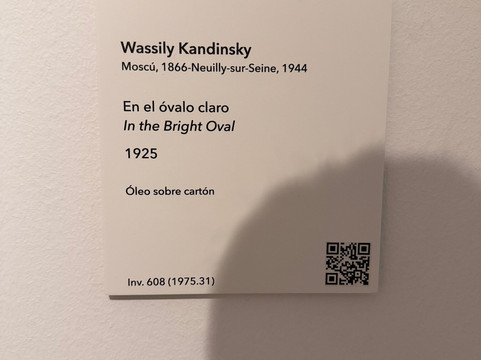 Wassily Kandinsky
Moscú, 1866-Neuilly-sur-Seine, 1944
En el óvalo claro
In the Bright Oval
1925
Óleo sobre cartón
Inv. 608 (1975.31)